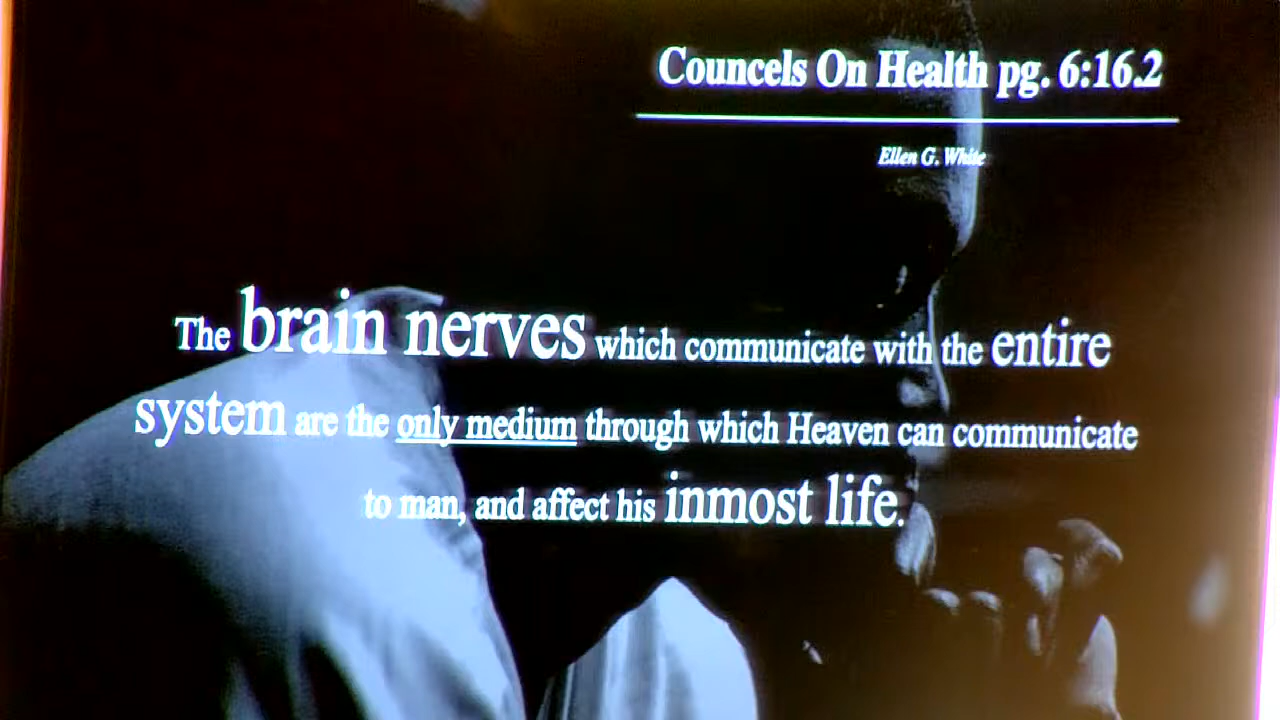 Councels On Health pg. 6:16.2
Ellen G. White
The brain nerves which communicate with the entire
system are the only medium through which Heaven can communicate
to man, and affect his inmost life.